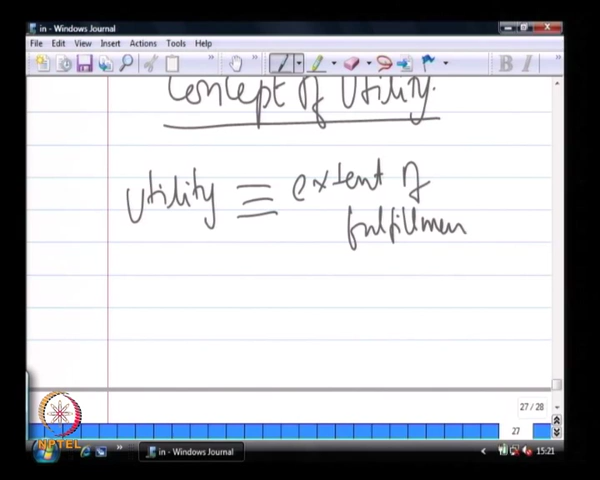 in - Windows Journal
File Edit View Insert Actions Tools Help
B I
Concept of Utility.
Utility ≡ extent of
fulfillmen
27 / 28
27
NPTEL
in - Windows Journal
15:21